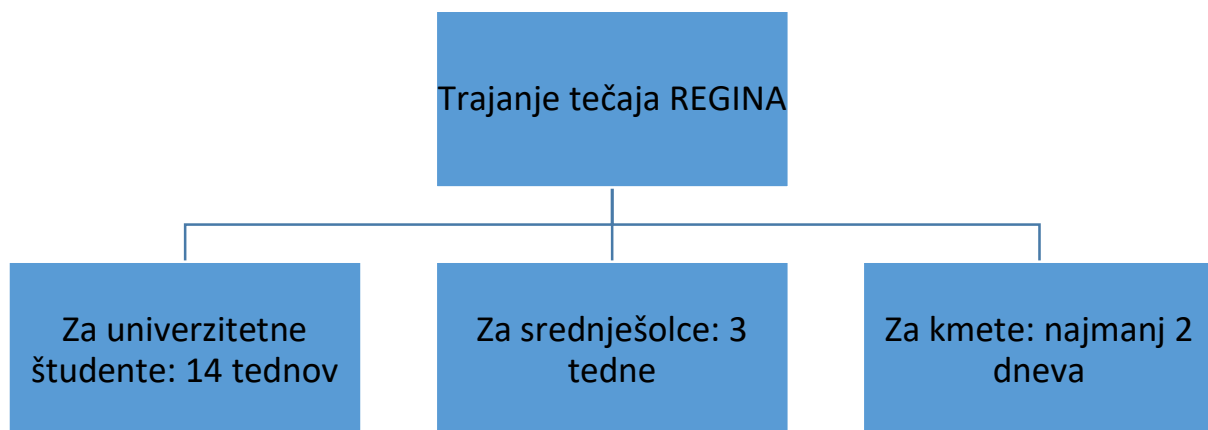 Trajanje tečaja REGINA
Za univerzitetne
študente: 14 tednov
Za srednješolce: 3
tedne
Za kmete: najmanj 2
dneva